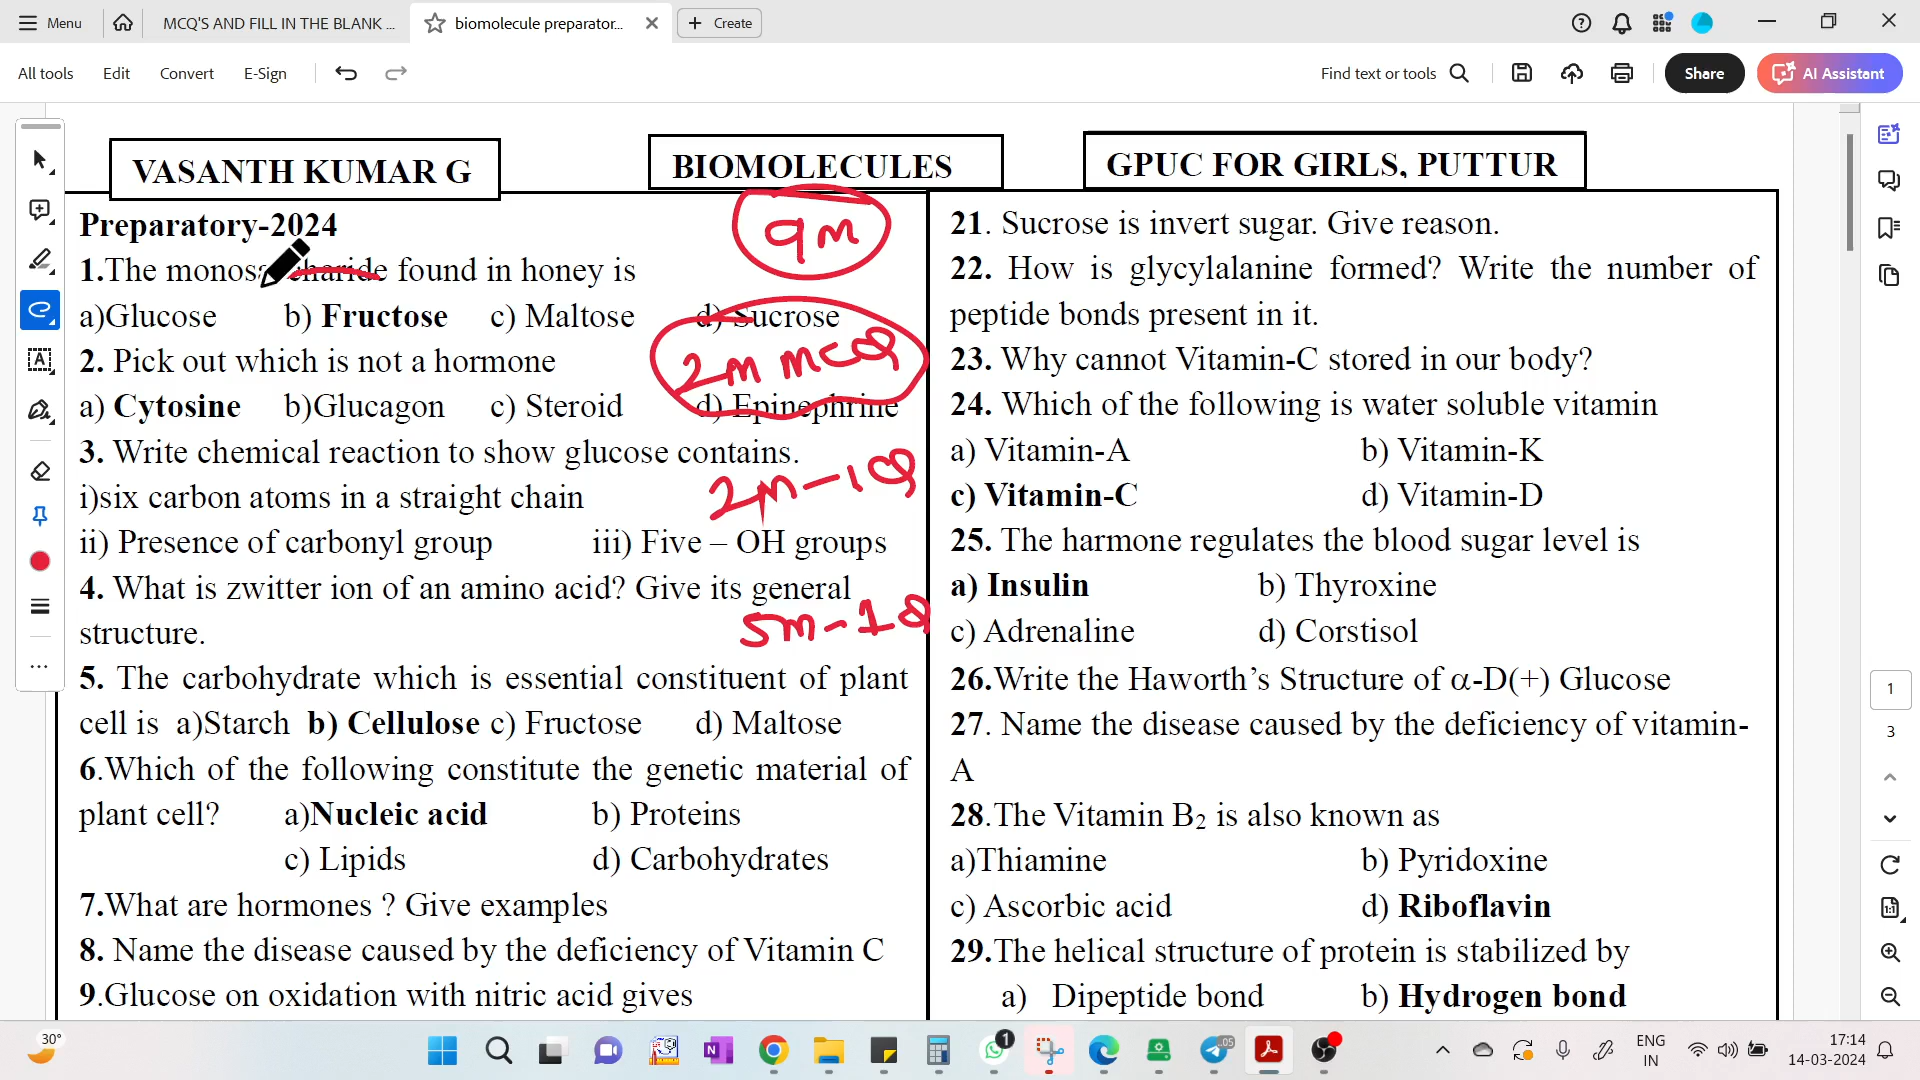 Menu
MCQ'S AND FILL IN THE BLANK ...
biomolecule preparator...
Create
All tools
Edit
Convert
E-Sign
Find text or tools
Share
AI Assistant
VASANTH KUMAR G
BIOMOLECULES
GPUC FOR GIRLS, PUTTUR
Preparatory-2024
9m
1.The monosaccharide found in honey is
a)Glucose b) Fructose c) Maltose d) Sucrose
2. Pick out which is not a hormone
2m mcQ
a) Cytosine b)Glucagon c) Steroid d) Epinephrine
3. Write chemical reaction to show glucose contains.
i)six carbon atoms in a straight chain
2m-1Q
ii) Presence of carbonyl group iii) Five – OH groups
4. What is zwitter ion of an amino acid? Give its general
structure.
5m-1Q
5. The carbohydrate which is essential constituent of plant
cell is a)Starch b) Cellulose c) Fructose d) Maltose
6.Which of the following constitute the genetic material of
plant cell? a)Nucleic acid b) Proteins
c) Lipids d) Carbohydrates
7.What are hormones ? Give examples
8. Name the disease caused by the deficiency of Vitamin C
9.Glucose on oxidation with nitric acid gives
21. Sucrose is invert sugar. Give reason.
22. How is glycylalanine formed? Write the number of
peptide bonds present in it.
23. Why cannot Vitamin-C stored in our body?
24. Which of the following is water soluble vitamin
a) Vitamin-A b) Vitamin-K
c) Vitamin-C d) Vitamin-D
25. The harmone regulates the blood sugar level is
a) Insulin b) Thyroxine
c) Adrenaline d) Corstisol
26.Write the Haworth’s Structure of α-D(+) Glucose
27. Name the disease caused by the deficiency of vitamin-
A
28.The Vitamin B₂ is also known as
a)Thiamine b) Pyridoxine
c) Ascorbic acid d) Riboflavin
29.The helical structure of protein is stabilized by
a) Dipeptide bond b) Hydrogen bond
1
3
30°
1
.05
ENG
IN
17:14
14-03-2024